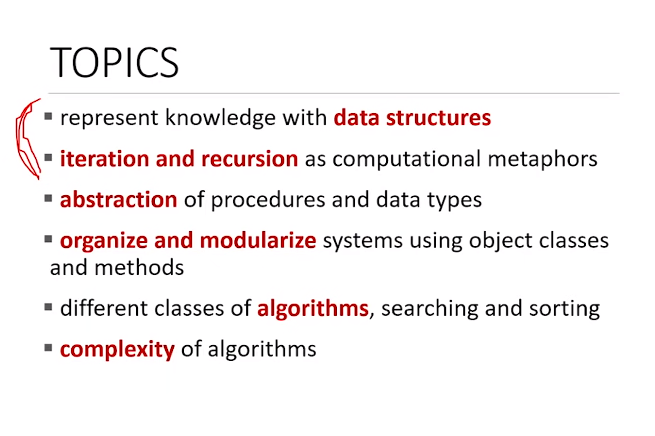 TOPICS
▪ represent knowledge with data structures
▪ iteration and recursion as computational metaphors
▪ abstraction of procedures and data types
▪ organize and modularize systems using object classes
and methods
▪ different classes of algorithms, searching and sorting
▪ complexity of algorithms